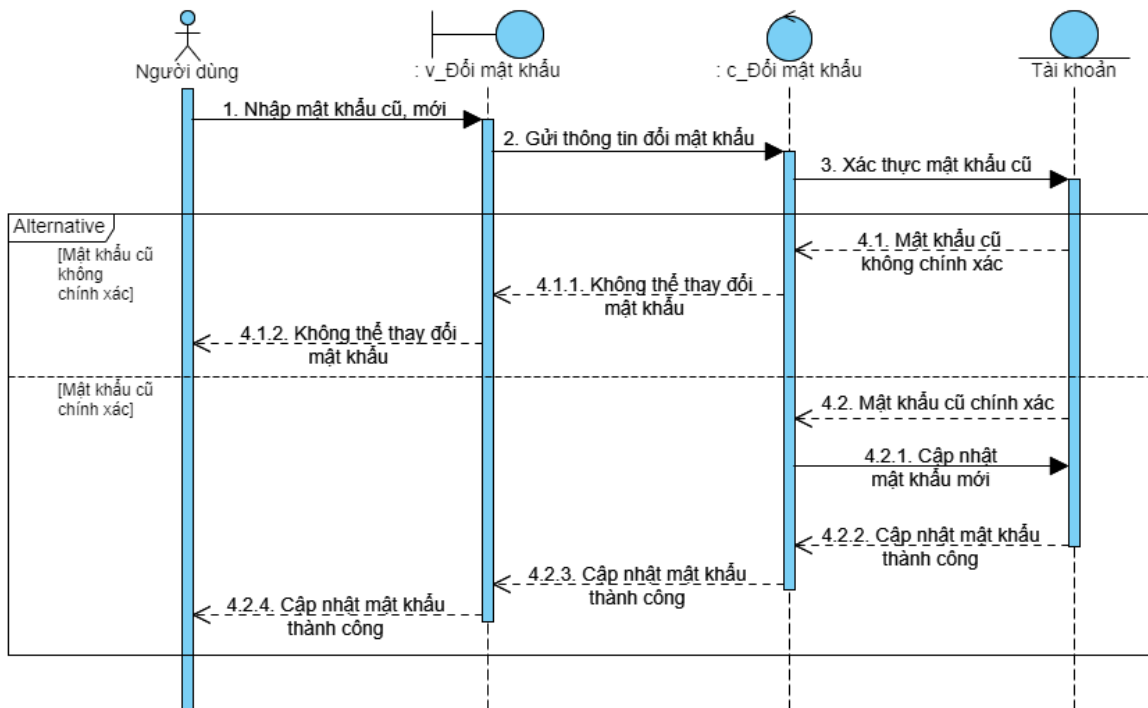 Người dùng
: v_Đổi mật khẩu
: c_Đổi mật khẩu
Tài khoản
1. Nhập mật khẩu cũ, mới
2. Gửi thông tin đổi mật khẩu
3. Xác thực mật khẩu cũ
Alternative
[Mật khẩu cũ
không
chính xác]
4.1. Mật khẩu cũ
không chính xác
4.1.1. Không thể thay đổi
mật khẩu
4.1.2. Không thể thay đổi
mật khẩu
[Mật khẩu cũ
chính xác]
4.2. Mật khẩu cũ chính xác
4.2.1. Cập nhật
mật khẩu mới
4.2.2. Cập nhật mật khẩu
thành công
4.2.3. Cập nhật mật khẩu
thành công
4.2.4. Cập nhật mật khẩu
thành công